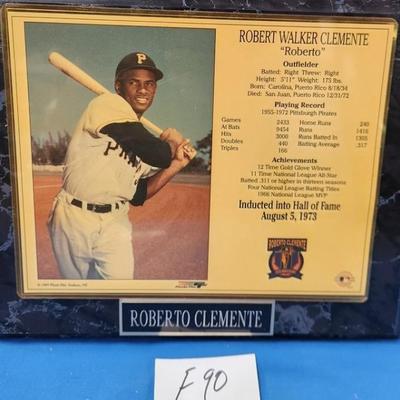 ROBERT WALKER CLEMENTE
"Roberto"
Outfielder
Batted: Right Threw: Right
Height: 5'11" Weight: 175 lbs.
Born: Carolina, Puerto Rico 8/18/34
Died: San Juan, Puerto Rico 12/31/72
Playing Record
1955-1972 Pittsburgh Pirates
Games 2433 Home Runs 240
At Bats 9454 Runs 1416
Hits 3000 Runs Batted In 1305
Doubles 440 Batting Average .317
Triples 166
Achievements
12 Time Gold Glove Winner
11 Time National League All-Star
Batted .311 or higher in thirteen seasons
Four National League Batting Titles
1966 National League MVP
Inducted into Hall of Fame
August 5, 1973
ROBERTO CLEMENTE
P
ROBERTO CLEMENTE
F90